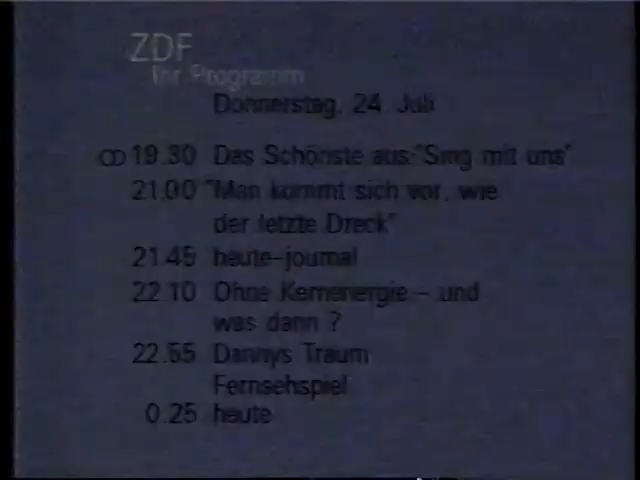 ZDF
Ihr Programm
Donnerstag, 24. Juli
19.30 Das Schönste aus "Sing mit uns"
21.00 "Man kommt sich vor, wie
der letzte Dreck"
21.45 heute-journal
22.10 Ohne Kernenergie – und
was dann ?
22.55 Dannys Traum
Fernsehspiel
0.25 heute